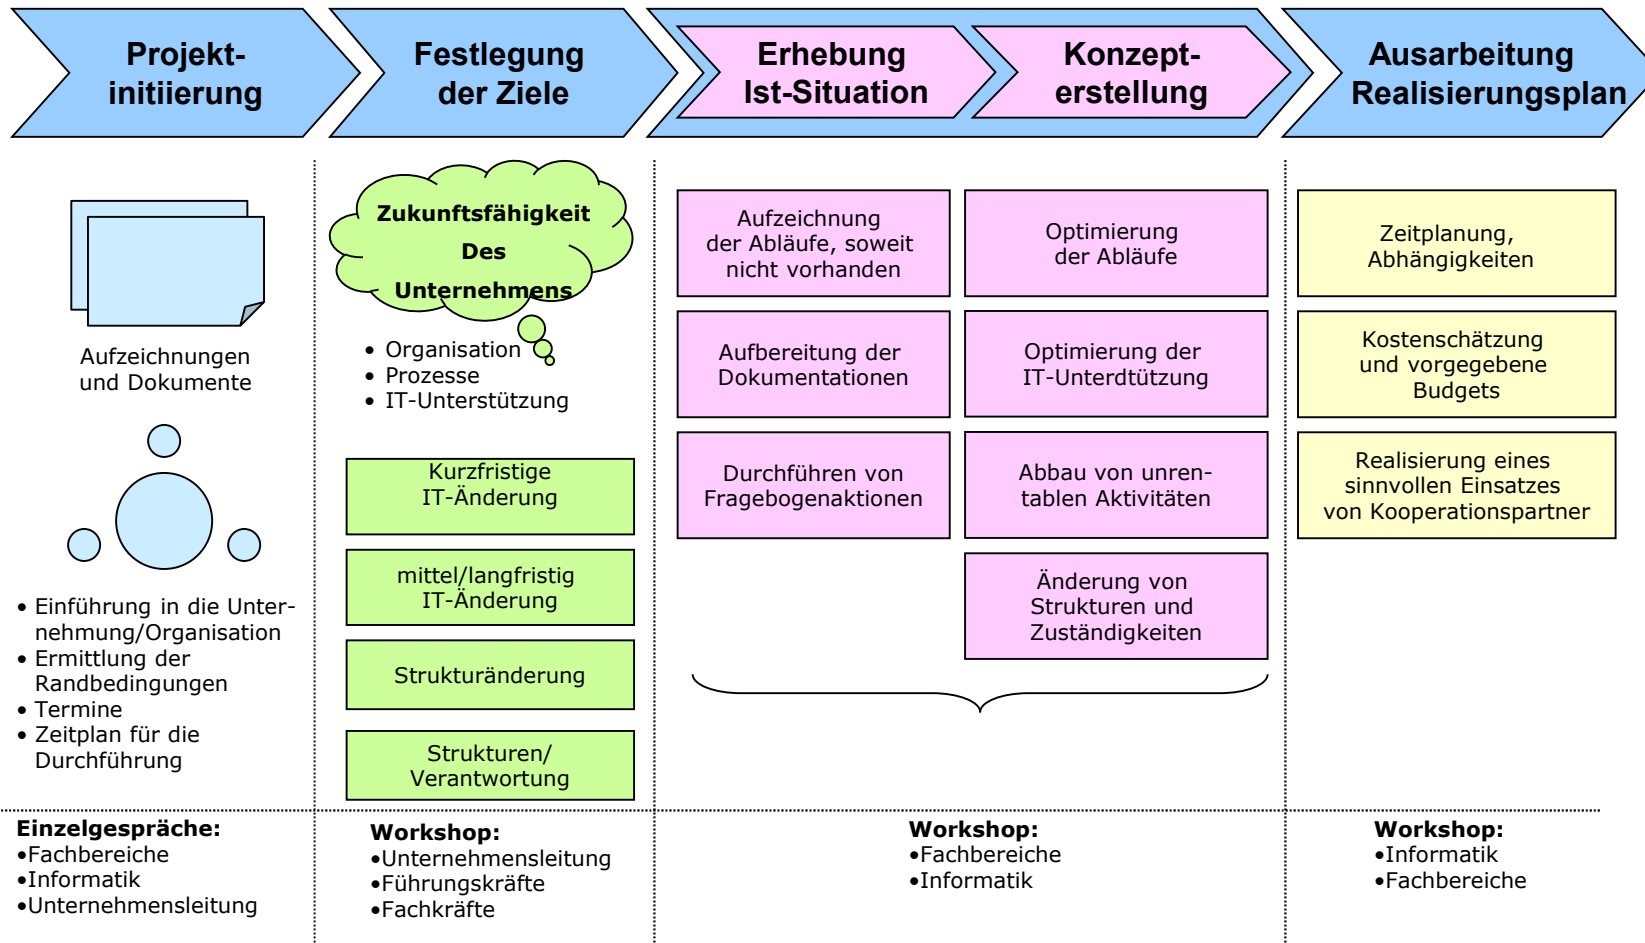 Projekt-
initiierung
Festlegung
der Ziele
Erhebung
Ist-Situation
Konzept-
erstellung
Ausarbeitung
Realisierungsplan
Aufzeichnungen
und Dokumente
• Einführung in die Unter-
nehmung/Organisation
• Ermittlung der
Randbedingungen
• Termine
• Zeitplan für die
Durchführung
Zukunftsfähigkeit
Des
Unternehmens
• Organisation
• Prozesse
• IT-Unterstützung
Kurzfristige
IT-Änderung
mittel/langfristig
IT-Änderung
Strukturänderung
Strukturen/
Verantwortung
Aufzeichnung
der Abläufe, soweit
nicht vorhanden
Aufbereitung der
Dokumentationen
Durchführen von
Fragebogenaktionen
Optimierung
der Abläufe
Optimierung der
IT-Unterdtützung
Abbau von unren-
tablen Aktivitäten
Änderung von
Strukturen und
Zuständigkeiten
Zeitplanung,
Abhängigkeiten
Kostenschätzung
und vorgegebene
Budgets
Realisierung eines
sinnvollen Einsatzes
von Kooperationspartner
Einzelgespräche:
•Fachbereiche
•Informatik
•Unternehmensleitung
Workshop:
•Unternehmensleitung
•Führungskräfte
•Fachkräfte
Workshop:
•Fachbereiche
•Informatik
Workshop:
•Informatik
•Fachbereiche